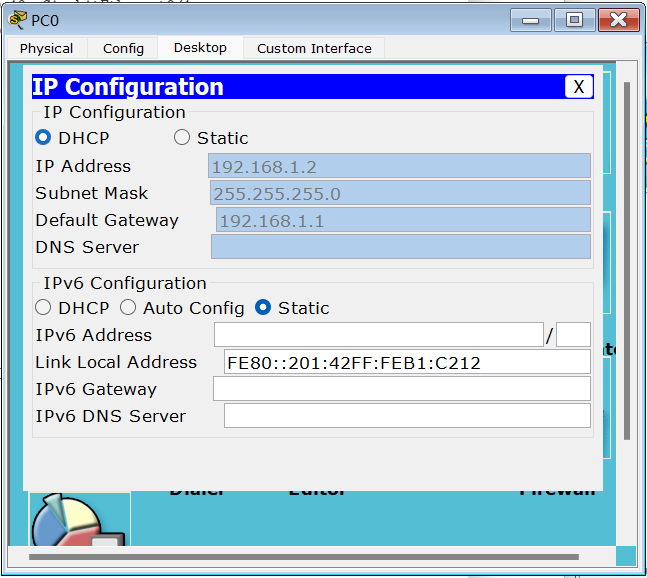 PC0
Physical Config Desktop Custom Interface
IP Configuration X
IP Configuration
DHCP Static
IP Address 192.168.1.2
Subnet Mask 255.255.255.0
Default Gateway 192.168.1.1
DNS Server
IPv6 Configuration
DHCP Auto Config Static
IPv6 Address /
Link Local Address FE80::201:42FF:FEB1:C212
IPv6 Gateway
IPv6 DNS Server
Dialer Editor Firewall